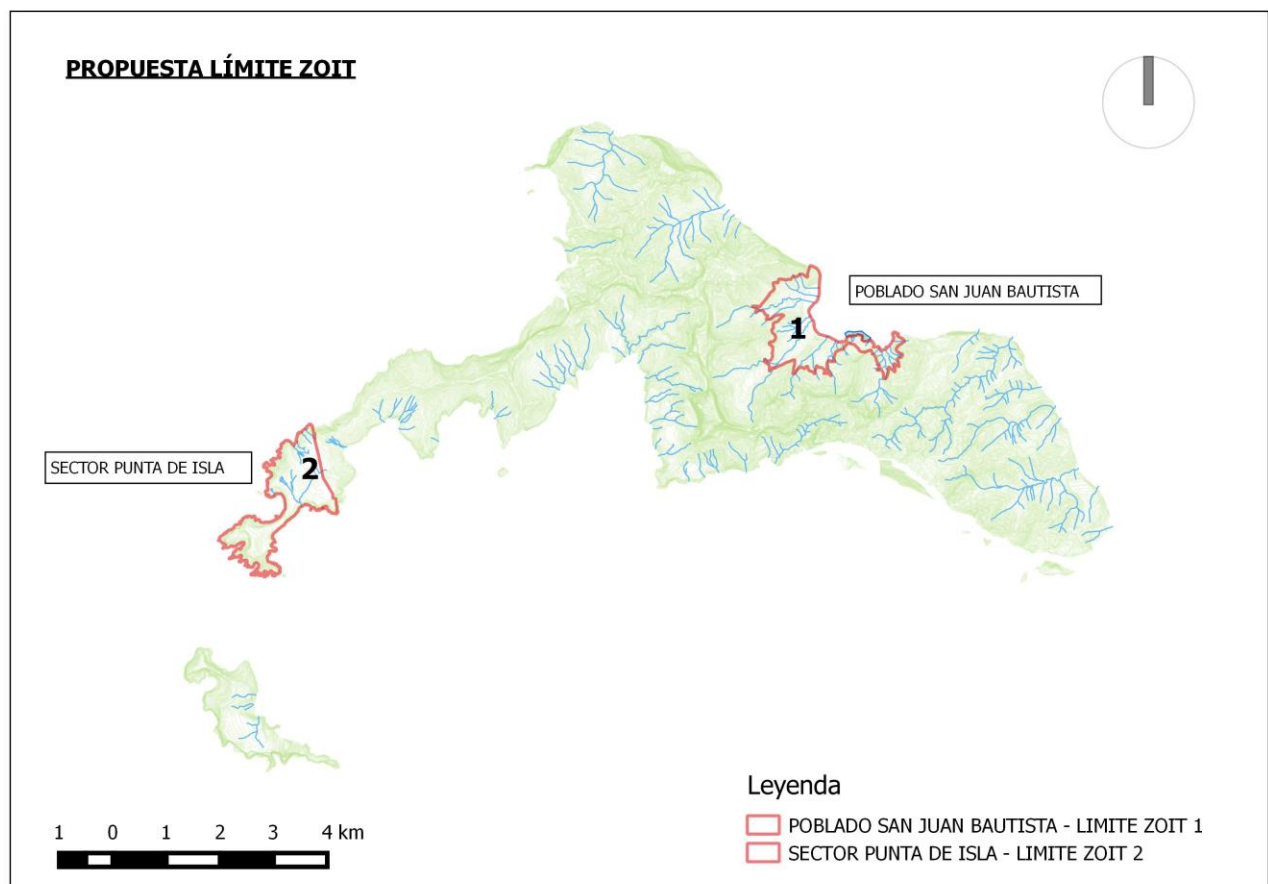 PROPUESTA LÍMITE ZOIT
POBLADO SAN JUAN BAUTISTA
1
2
SECTOR PUNTA DE ISLA
Leyenda
POBLADO SAN JUAN BAUTISTA - LIMITE ZOIT 1
SECTOR PUNTA DE ISLA - LIMITE ZOIT 2
1 0 1 2 3 4 km